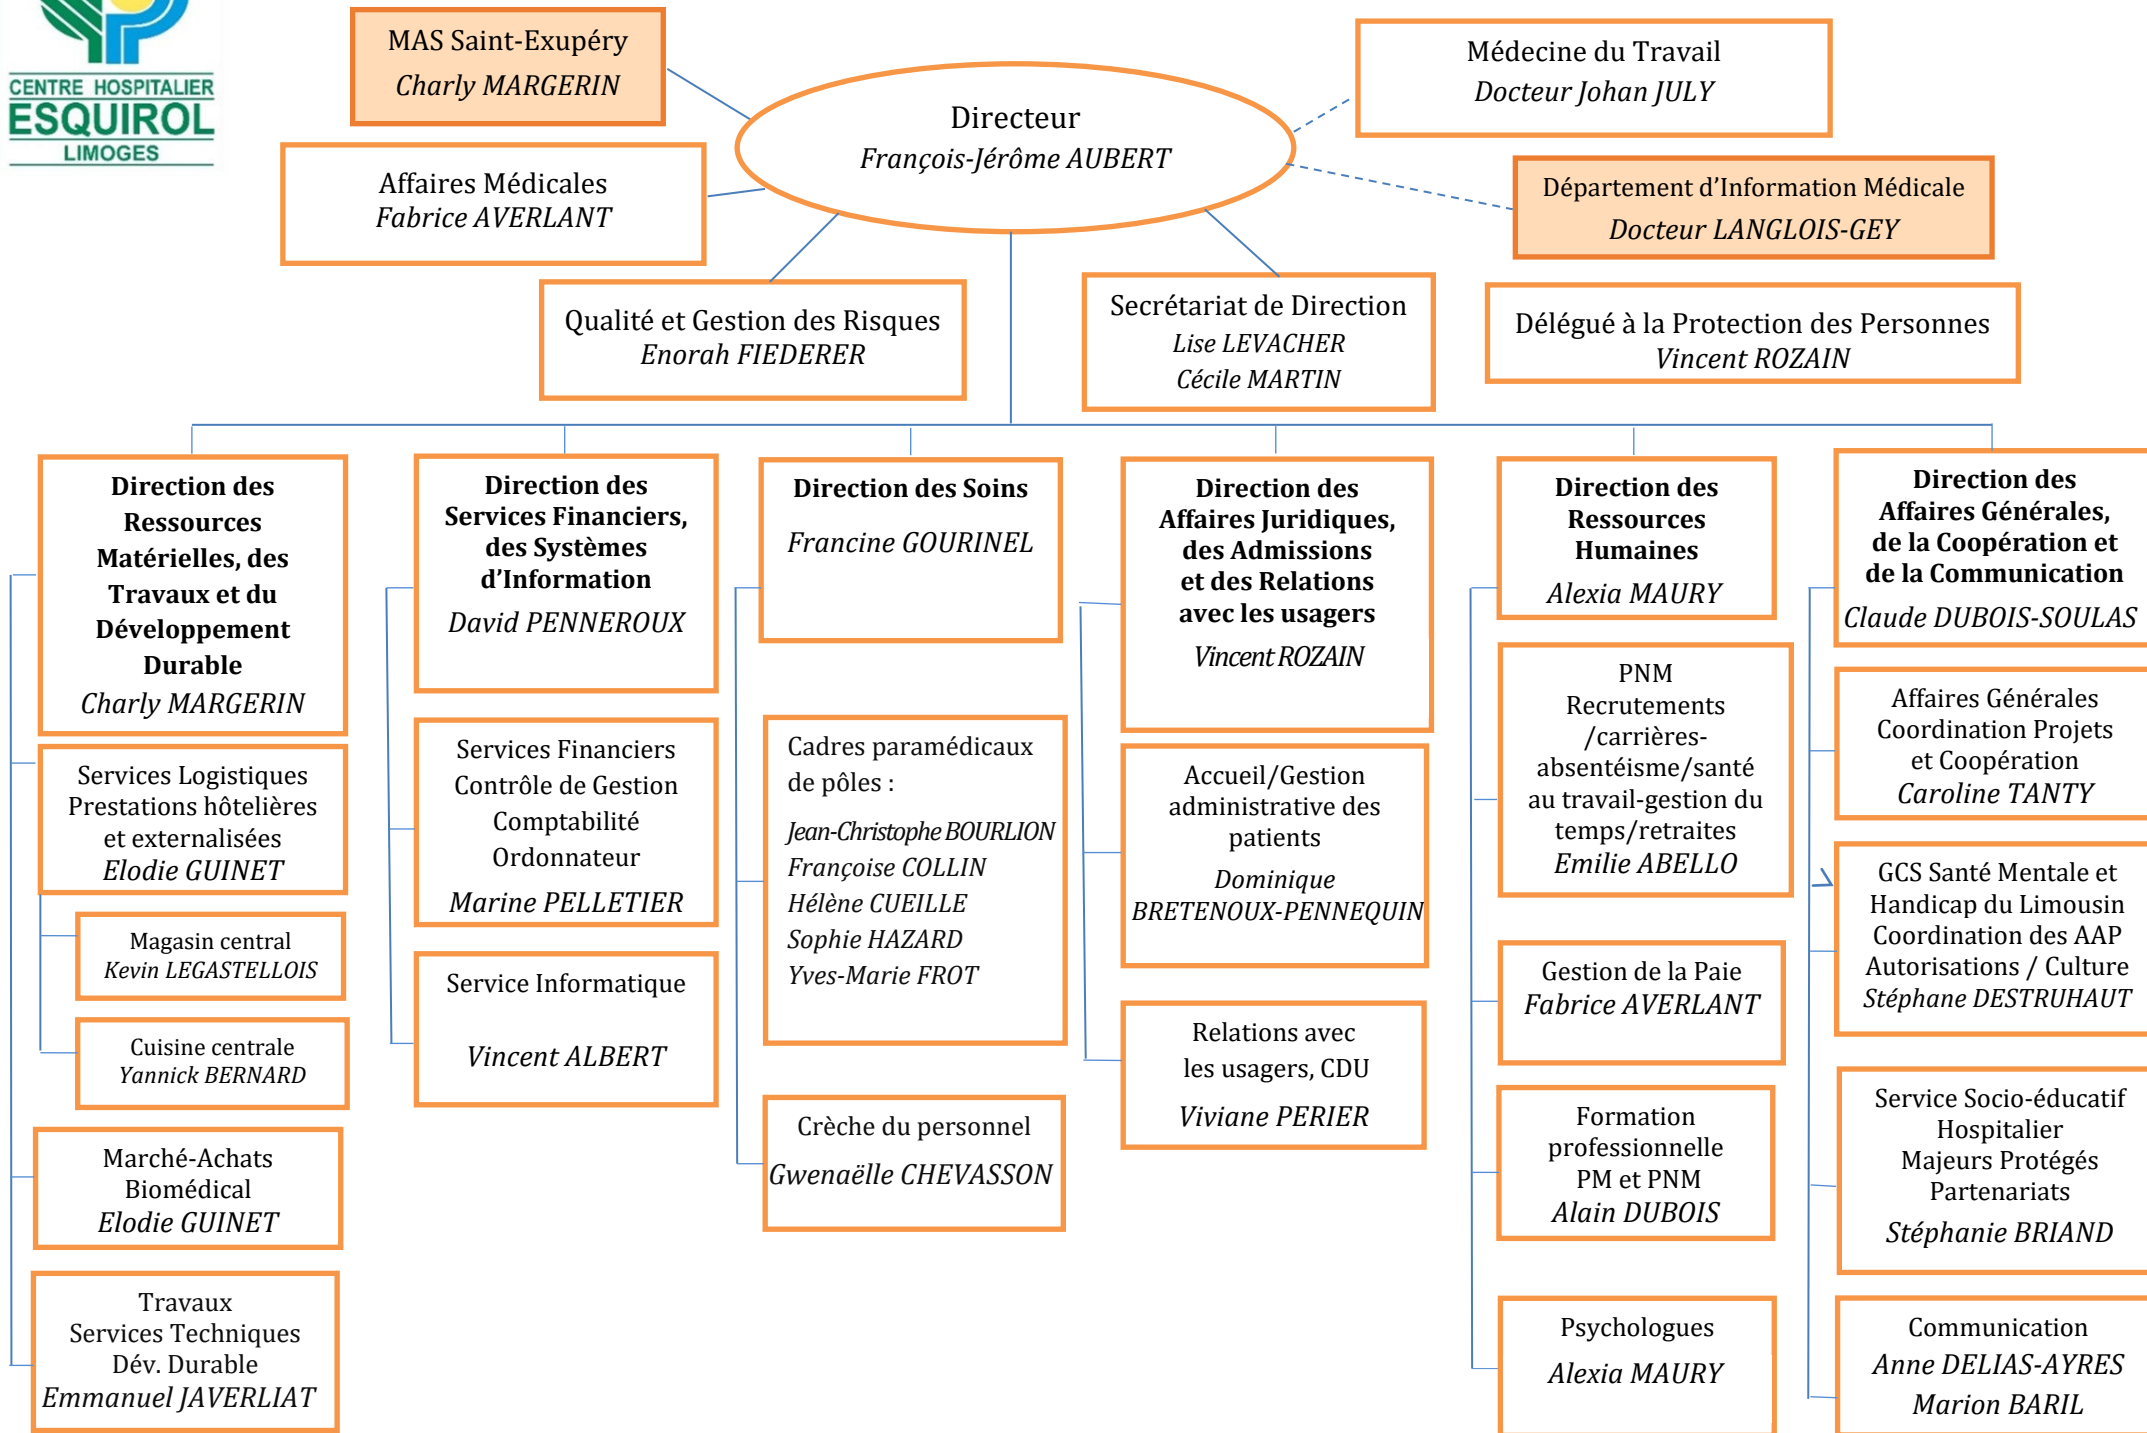 CENTRE HOSPITALIER
ESQUIROL
LIMOGES
MAS Saint-Exupéry
Charly MARGERIN
Directeur
François-Jérôme AUBERT
Médecine du Travail
Docteur Johan JULY
Affaires Médicales
Fabrice AVERLANT
Département d’Information Médicale
Docteur LANGLOIS-GEY
Qualité et Gestion des Risques
Enorah FIEDERER
Secrétariat de Direction
Lise LEVACHER
Cécile MARTIN
Délégué à la Protection des Personnes
Vincent ROZAIN
Direction des
Ressources
Matérielles, des
Travaux et du
Développement
Durable
Charly MARGERIN
Services Logistiques
Prestations hôtelières
et externalisées
Elodie GUINET
Magasin central
Kevin LEGASTELLOIS
Cuisine centrale
Yannick BERNARD
Marché-Achats
Biomédical
Elodie GUINET
Travaux
Services Techniques
Dév. Durable
Emmanuel JAVERLIAT
Direction des
Services Financiers,
des Systèmes
d’Information
David PENNEROUX
Services Financiers
Contrôle de Gestion
Comptabilité
Ordonnateur
Marine PELLETIER
Service Informatique
Vincent ALBERT
Direction des Soins
Francine GOURINEL
Cadres paramédicaux
de pôles :
Jean-Christophe BOURLION
Françoise COLLIN
Hélène CUEILLE
Sophie HAZARD
Yves-Marie FROT
Crèche du personnel
Gwenaëlle CHEVASSON
Direction des
Affaires Juridiques,
des Admissions
et des Relations
avec les usagers
Vincent ROZAIN
Accueil/Gestion
administrative des
patients
Dominique
BRETENOUX-PENNEQUIN
Relations avec
les usagers, CDU
Viviane PERIER
Direction des
Ressources
Humaines
Alexia MAURY
PNM
Recrutements
/carrières-
absentéisme/santé
au travail-gestion du
temps/retraites
Emilie ABELLO
Gestion de la Paie
Fabrice AVERLANT
Formation
professionnelle
PM et PNM
Alain DUBOIS
Psychologues
Alexia MAURY
Direction des
Affaires Générales,
de la Coopération et
de la Communication
Claude DUBOIS-SOULAS
Affaires Générales
Coordination Projets
et Coopération
Caroline TANTY
GCS Santé Mentale et
Handicap du Limousin
Coordination des AAP
Autorisations / Culture
Stéphane DESTRUHAUT
Service Socio-éducatif
Hospitalier
Majeurs Protégés
Partenariats
Stéphanie BRIAND
Communication
Anne DELIAS-AYRES
Marion BARIL